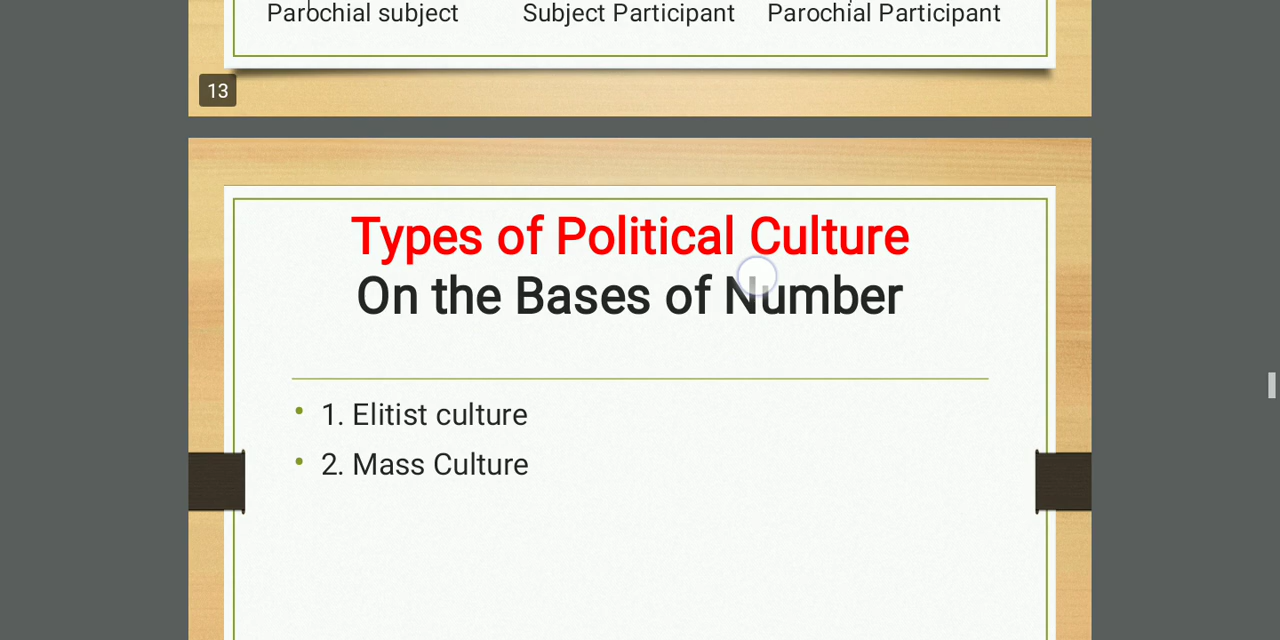 Parochial subject Subject Participant Parochial Participant
13
Types of Political Culture
On the Bases of Number
• 1. Elitist culture
• 2. Mass Culture